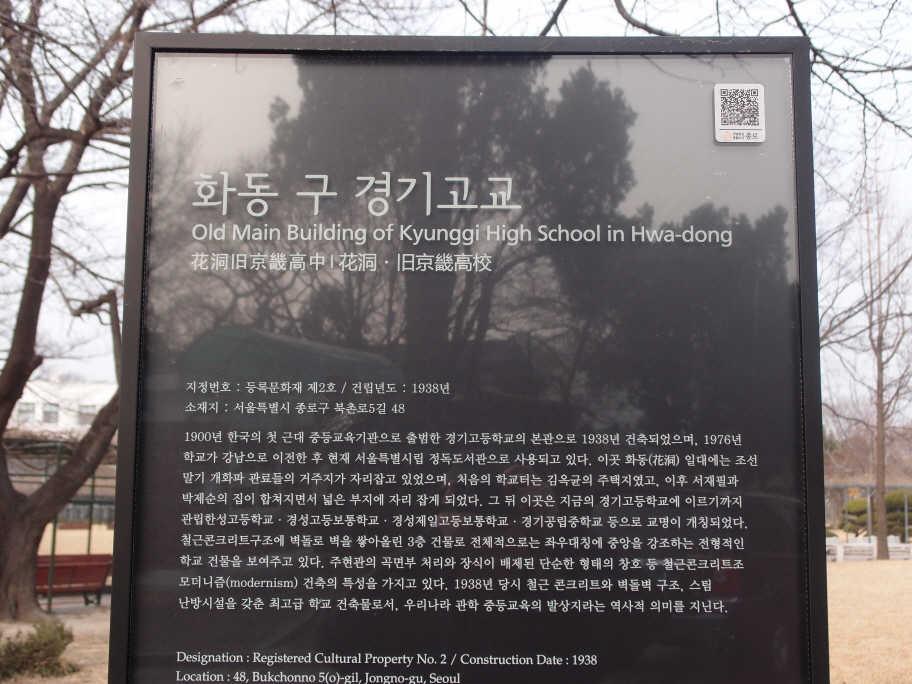 종로
화동 구 경기고교
Old Main Building of Kyunggi High School in Hwa-dong
花洞旧京畿高中 | 花洞 · 旧京畿高校
지정번호 : 등록문화재 제2호 / 건립년도 : 1938년
소재지 : 서울특별시 종로구 북촌로5길 48
1900년 한국의 첫 근대 중등교육기관으로 출범한 경기고등학교의 본관으로 1938년 건축되었으며, 1976년
학교가 강남으로 이전한 후 현재 서울특별시립 정독도서관으로 사용되고 있다. 이곳 화동(花洞) 일대에는 조선
말기 개화파 관료들의 거주지가 자리잡고 있었으며, 처음의 학교터는 김옥균의 주택지였고, 이후 서재필과
박제순의 집이 합쳐지면서 넓은 부지에 자리 잡게 되었다. 그 뒤 이곳은 지금의 경기고등학교에 이르기까지
관립한성고등학교 · 경성고등보통학교 · 경성제일고등보통학교 · 경기공립중학교 등으로 교명이 개칭되었다.
철근콘크리트구조에 벽돌로 벽을 쌓아올린 3층 건물로 전체적으로는 좌우대칭에 중앙을 강조하는 전형적인
학교 건물을 보여주고 있다. 주현관의 곡면부 처리와 장식이 배제된 단순한 형태의 창호 등 철근콘크리트조
모더니즘(modernism) 건축의 특성을 가지고 있다. 1938년 당시 철근 콘크리트와 벽돌벽 구조, 스팀
난방시설을 갖춘 최고급 학교 건축물로서, 우리나라 관학 중등교육의 발상지라는 역사적 의미를 지닌다.
Designation : Registered Cultural Property No. 2 / Construction Date : 1938
Location : 48, Bukchonno 5(o)-gil, Jongno-gu, Seoul